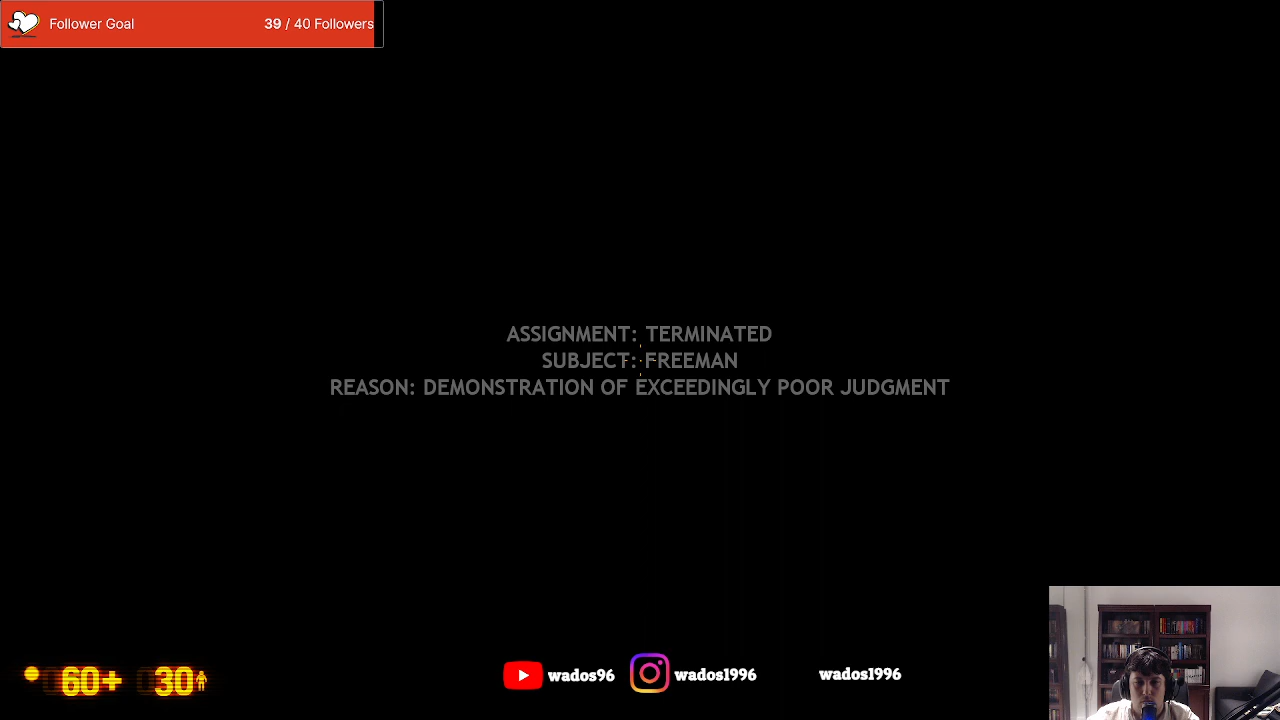 Follower Goal
39 / 40 Followers
ASSIGNMENT: TERMINATED
SUBJECT: FREEMAN
REASON: DEMONSTRATION OF EXCEEDINGLY POOR JUDGMENT
60+
30
wados96
wados1996
wados1996